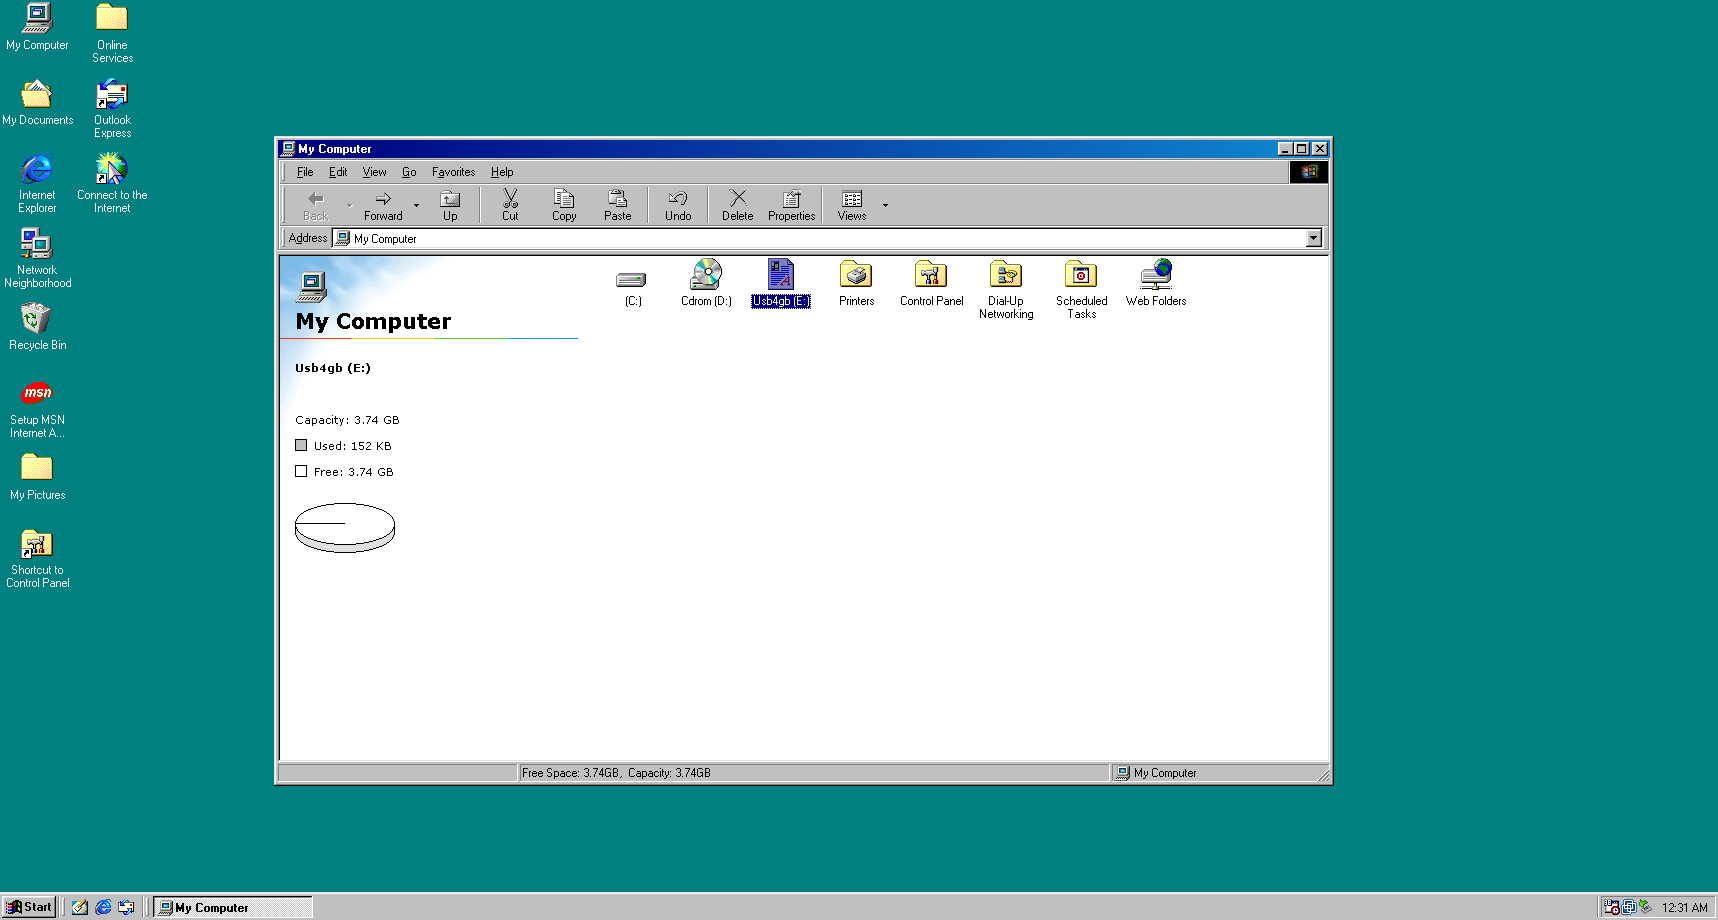 My Computer
Online
Services
My Documents
Outlook
Express
Internet
Explorer
Connect to the
Internet
Network
Neighborhood
Recycle Bin
msn
Setup MSN
Internet A...
My Pictures
Shortcut to
Control Panel
My Computer
File Edit View Go Favorites Help
Back Forward Up Cut Copy Paste Undo Delete Properties Views
Address My Computer
(C:)
Cdrom (D:)
Usb4gb (E:)
Printers
Control Panel
Dial-Up
Networking
Scheduled
Tasks
Web Folders
My Computer
Usb4gb (E:)
Capacity: 3.74 GB
Used: 152 KB
Free: 3.74 GB
Free Space: 3.74GB, Capacity: 3.74GB
My Computer
Start
My Computer
12:31 AM